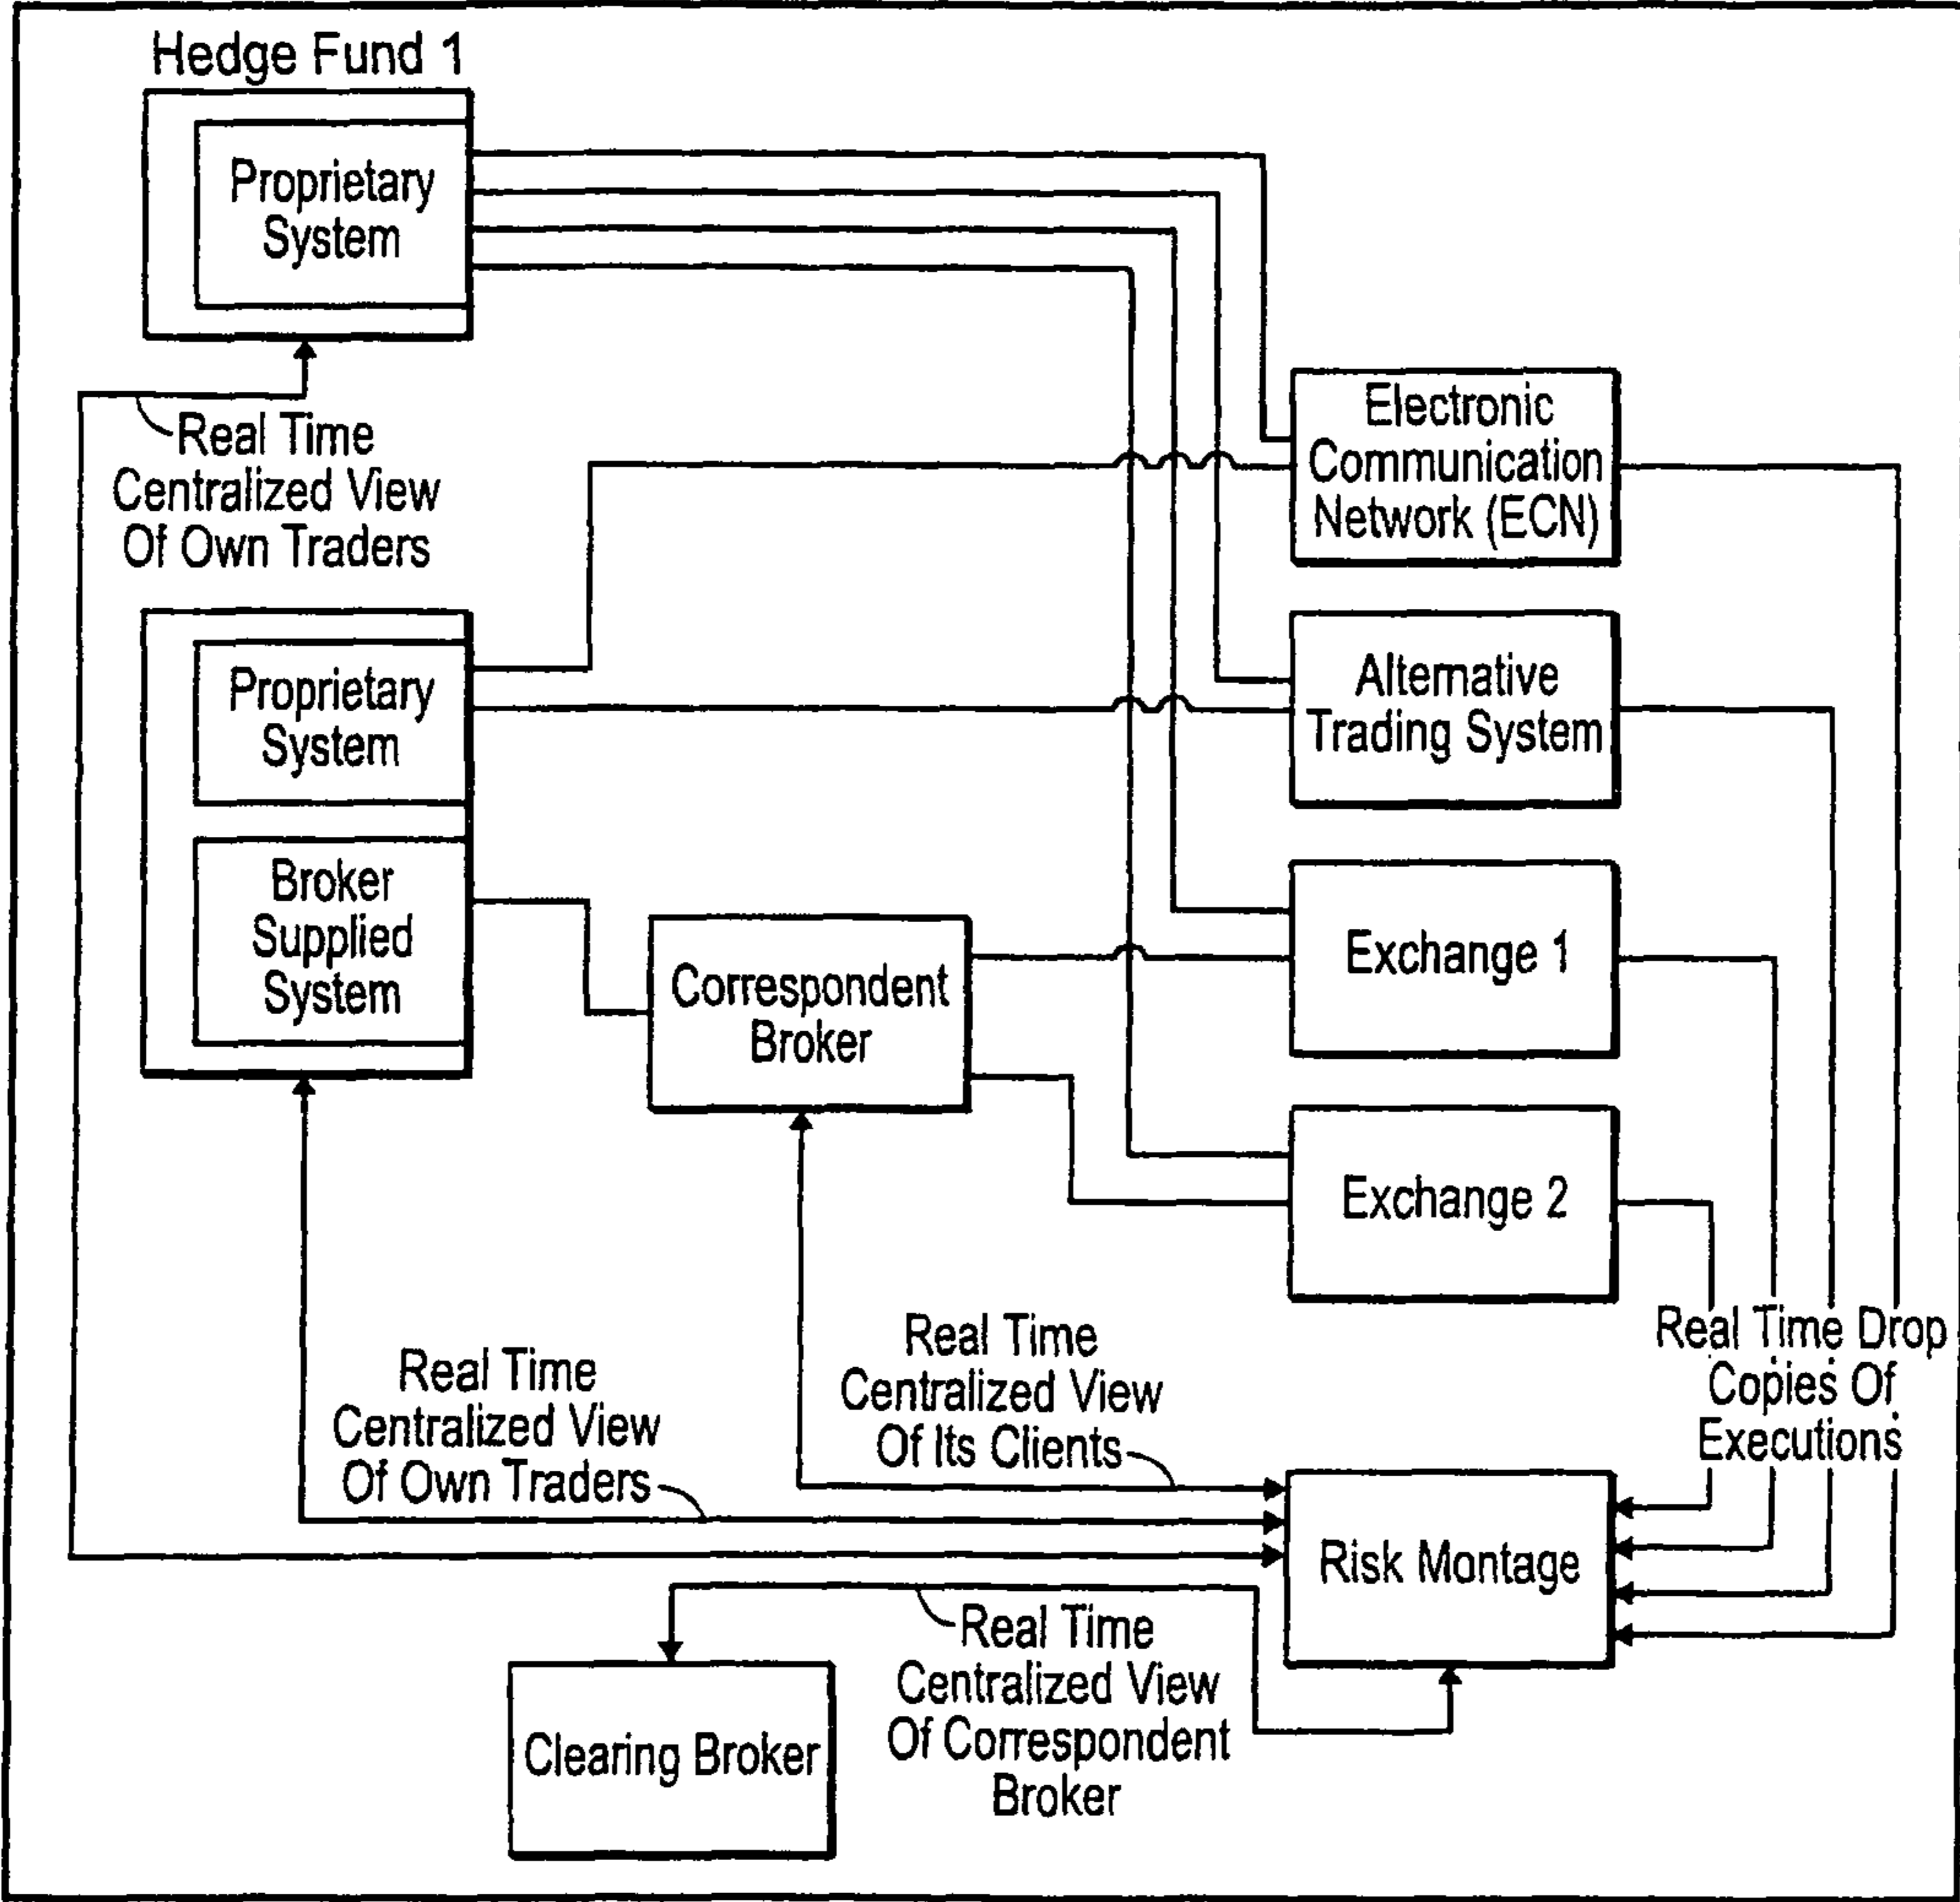 Hedge Fund 1
Proprietary
System
Real Time
Centralized View
Of Own Traders
Electronic
Communication
Network (ECN)
Proprietary
System
Alternative
Trading System
Broker
Supplied
System
Correspondent
Broker
Exchange 1
Exchange 2
Real Time Drop
Copies Of
Executions
Real Time
Centralized View
Of Its Clients
Real Time
Centralized View
Of Own Traders
Risk Montage
Real Time
Centralized View
Of Correspondent
Broker
Clearing Broker